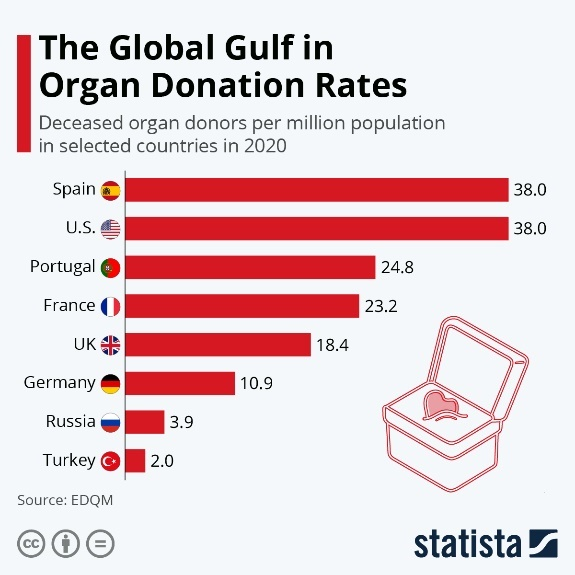 The Global Gulf in
Organ Donation Rates
Deceased organ donors per million population
in selected countries in 2020
Spain 38.0
U.S. 38.0
Portugal 24.8
France 23.2
UK 18.4
Germany 10.9
Russia 3.9
Turkey 2.0
Source: EDQM
cc
statista